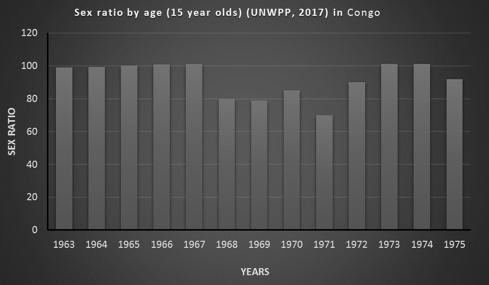 Sex ratio by age (15 year olds) (UNWPP, 2017) in Congo
120
100
80
60
40
20
0
SEX RATIO
1963 1964 1965 1966 1967 1968 1969 1970 1971 1972 1973 1974 1975
YEARS